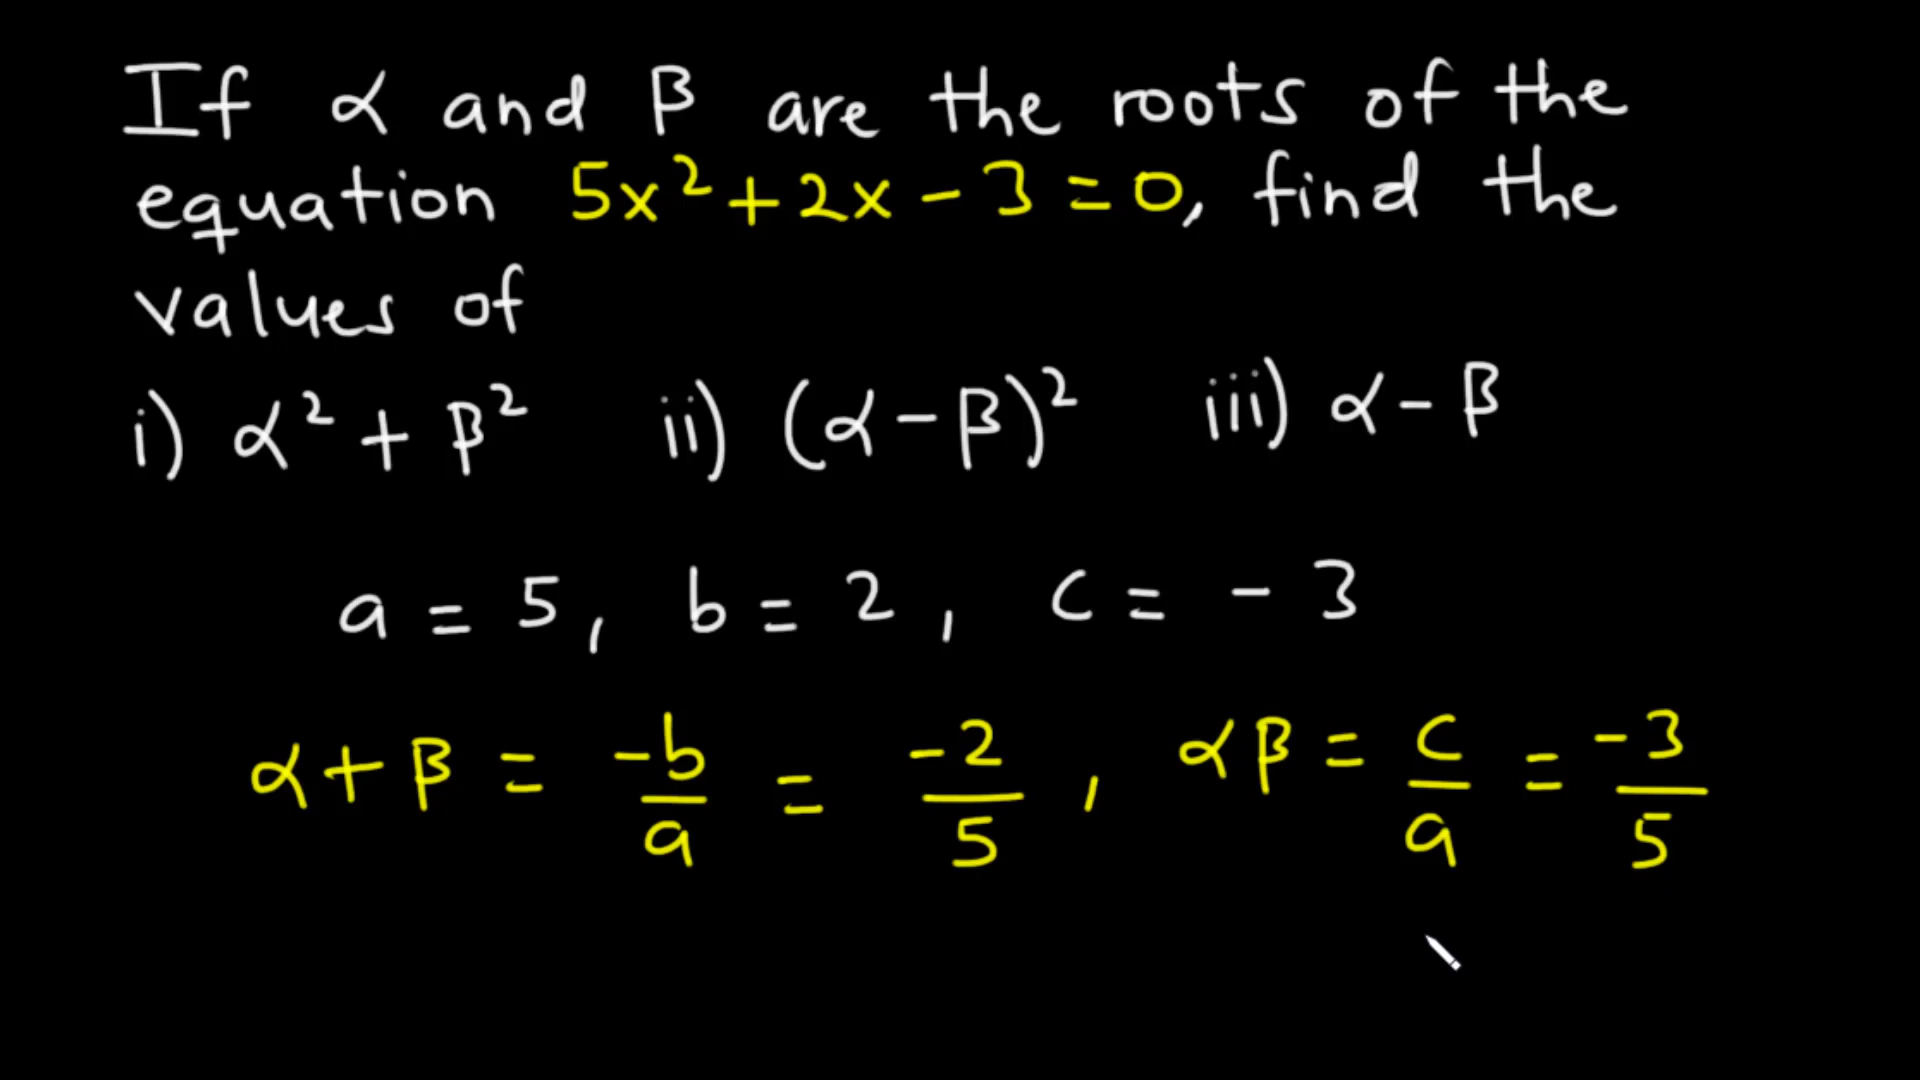 If α and β are the roots of the
equation 5x² + 2x - 3 = 0, find the
values of
i) α² + β² ii) (α - β)² iii) α - β
a = 5, b = 2, c = - 3
α + β = -b/a = -2/5, αβ = c/a = -3/5